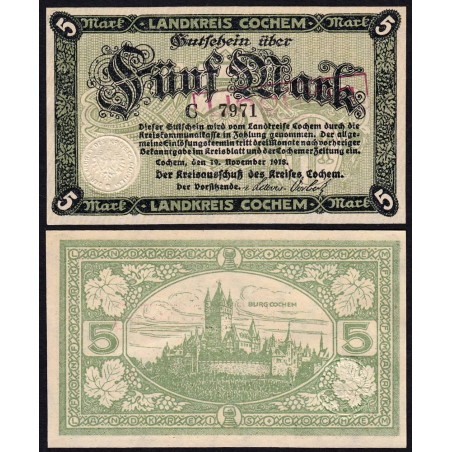 5 Mark LANDKREIS COCHEM Mark 5
Gutschein über
Fünf Mark
C 7971
Dieser Gutschein wird vom Landkreise Cochem durch die
Kreiskommunalkasse in Zahlung genommen. Der allge-
meine Einlösungstermin tritt drei Monate nach vorheriger
Bekanntgabe im Kreisblatt und der Cochemer Zeitung ein.
Cochem, den 19. November 1918.
Der Kreisausschuß des Kreises Cochem.
Der Vorsitzende.
5 Mark LANDKREIS COCHEM Mark 5
BURG COCHEM
5 5
LANDKREIS COCHEM